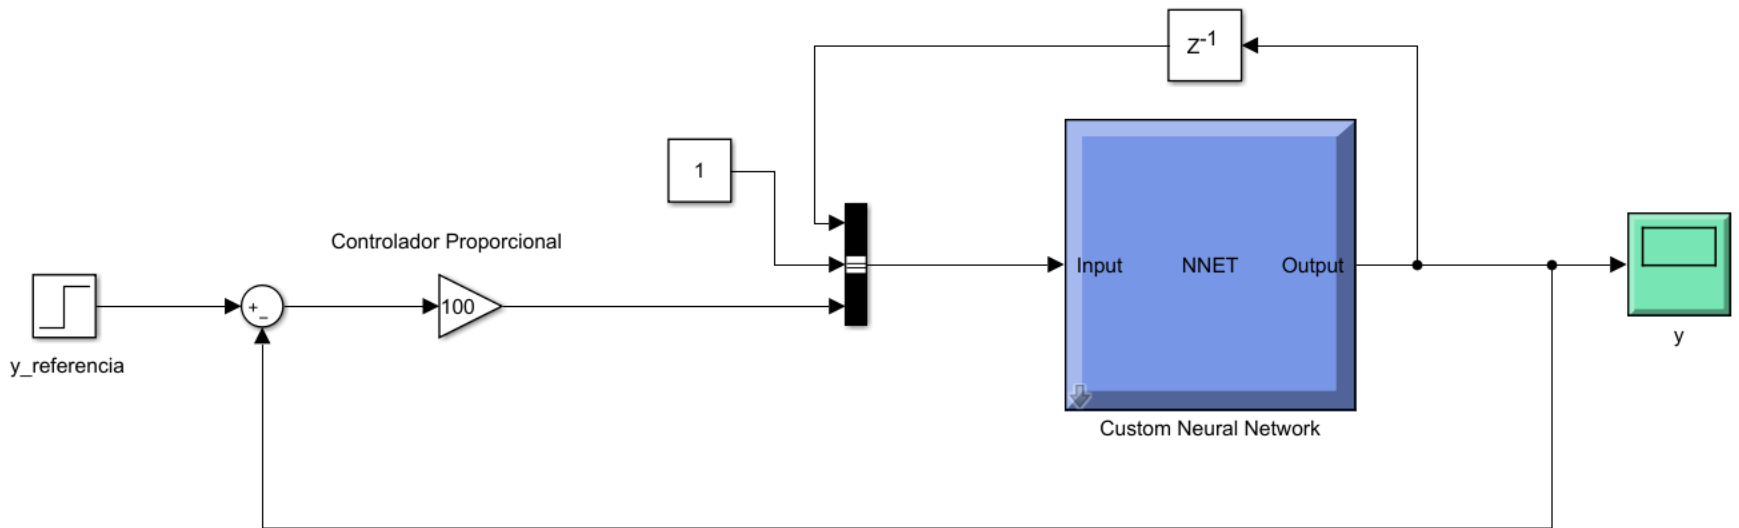 Z-1
1
Controlador Proporcional
+
−
100
y_referencia
Input NNET Output
Custom Neural Network
y